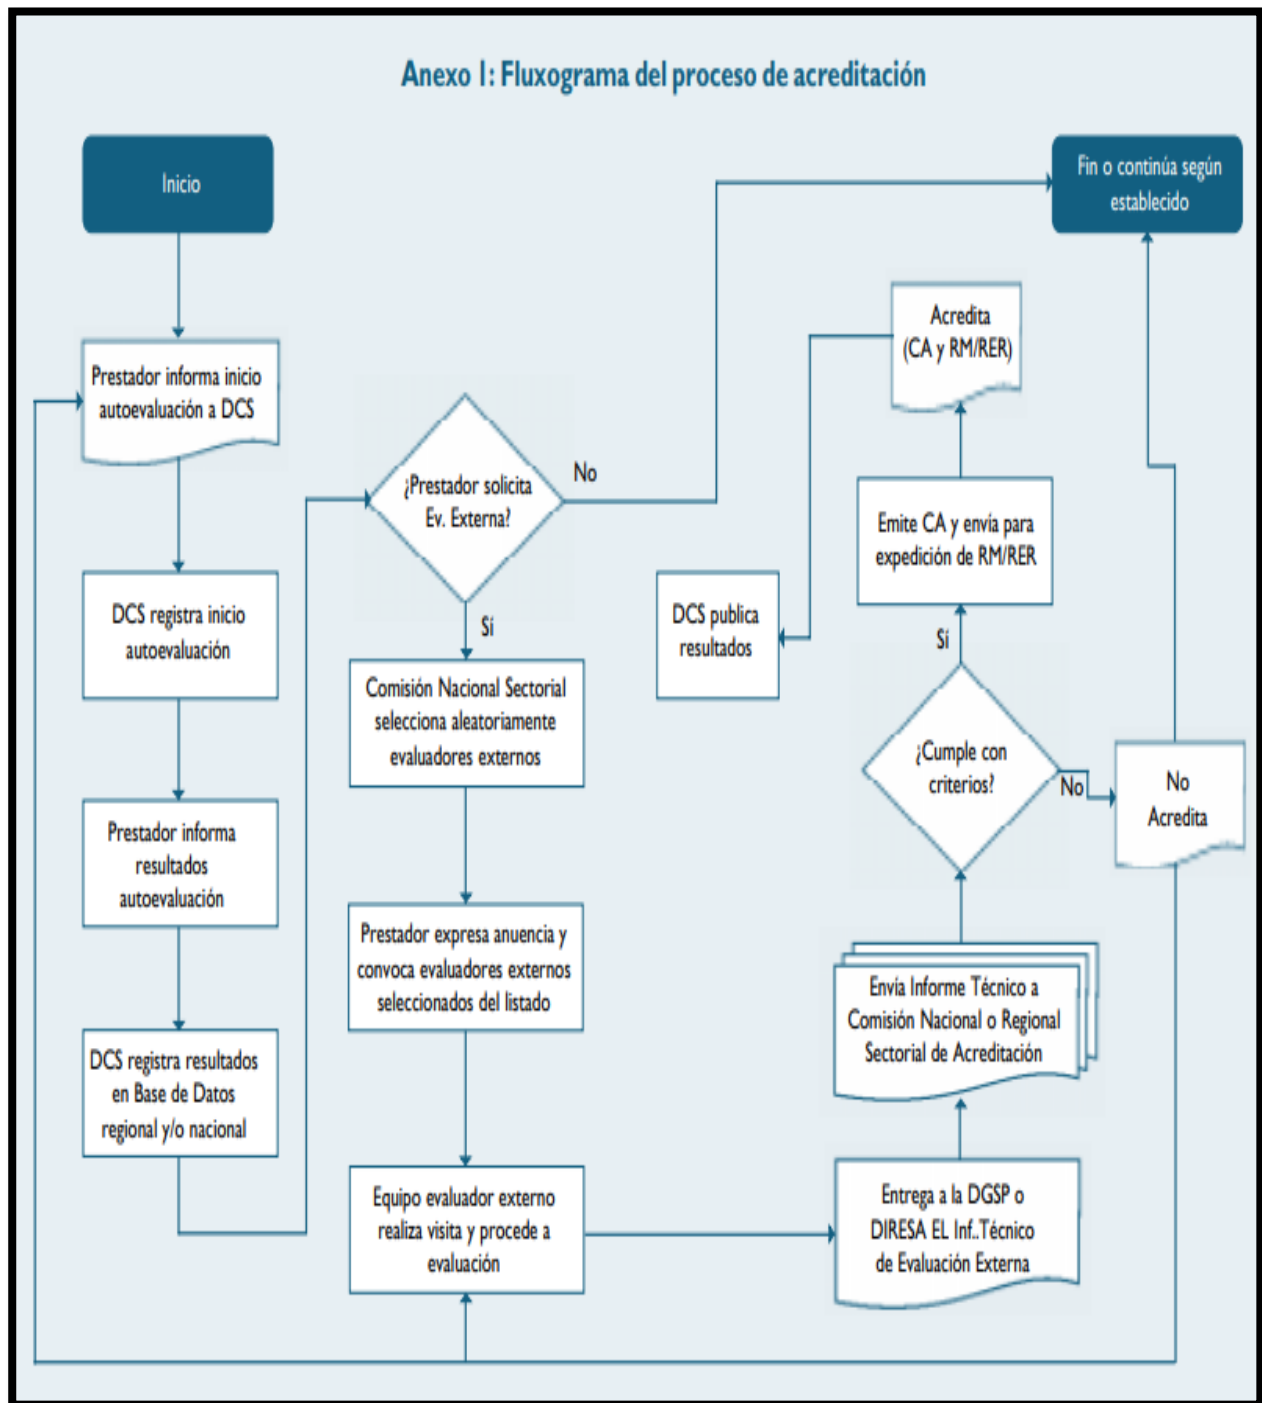 Anexo 1: Fluxograma del proceso de acreditación
Inicio
Prestador informa inicio
autoevaluación a DCS
DCS registra inicio
autoevaluación
Prestador informa
resultados
autoevaluación
DCS registra resultados
en Base de Datos
regional y/o nacional
¿Prestador solicita
Ev. Externa?
No
Sí
Comisión Nacional Sectorial
selecciona aleatoriamente
evaluadores externos
Prestador expresa anuencia y
convoca evaluadores externos
seleccionados del listado
Equipo evaluador externo
realiza visita y procede a
evaluación
Entrega a la DGSP o
DIRESA EL Inf..Técnico
de Evaluación Externa
Envía Informe Técnico a
Comisión Nacional o Regional
Sectorial de Acreditación
¿Cumple con
criterios?
No
No
Acredita
Sí
Emite CA y envía para
expedición de RM/RER
Acredita
(CA y RM/RER)
DCS publica
resultados
Fin o continúa según
establecido